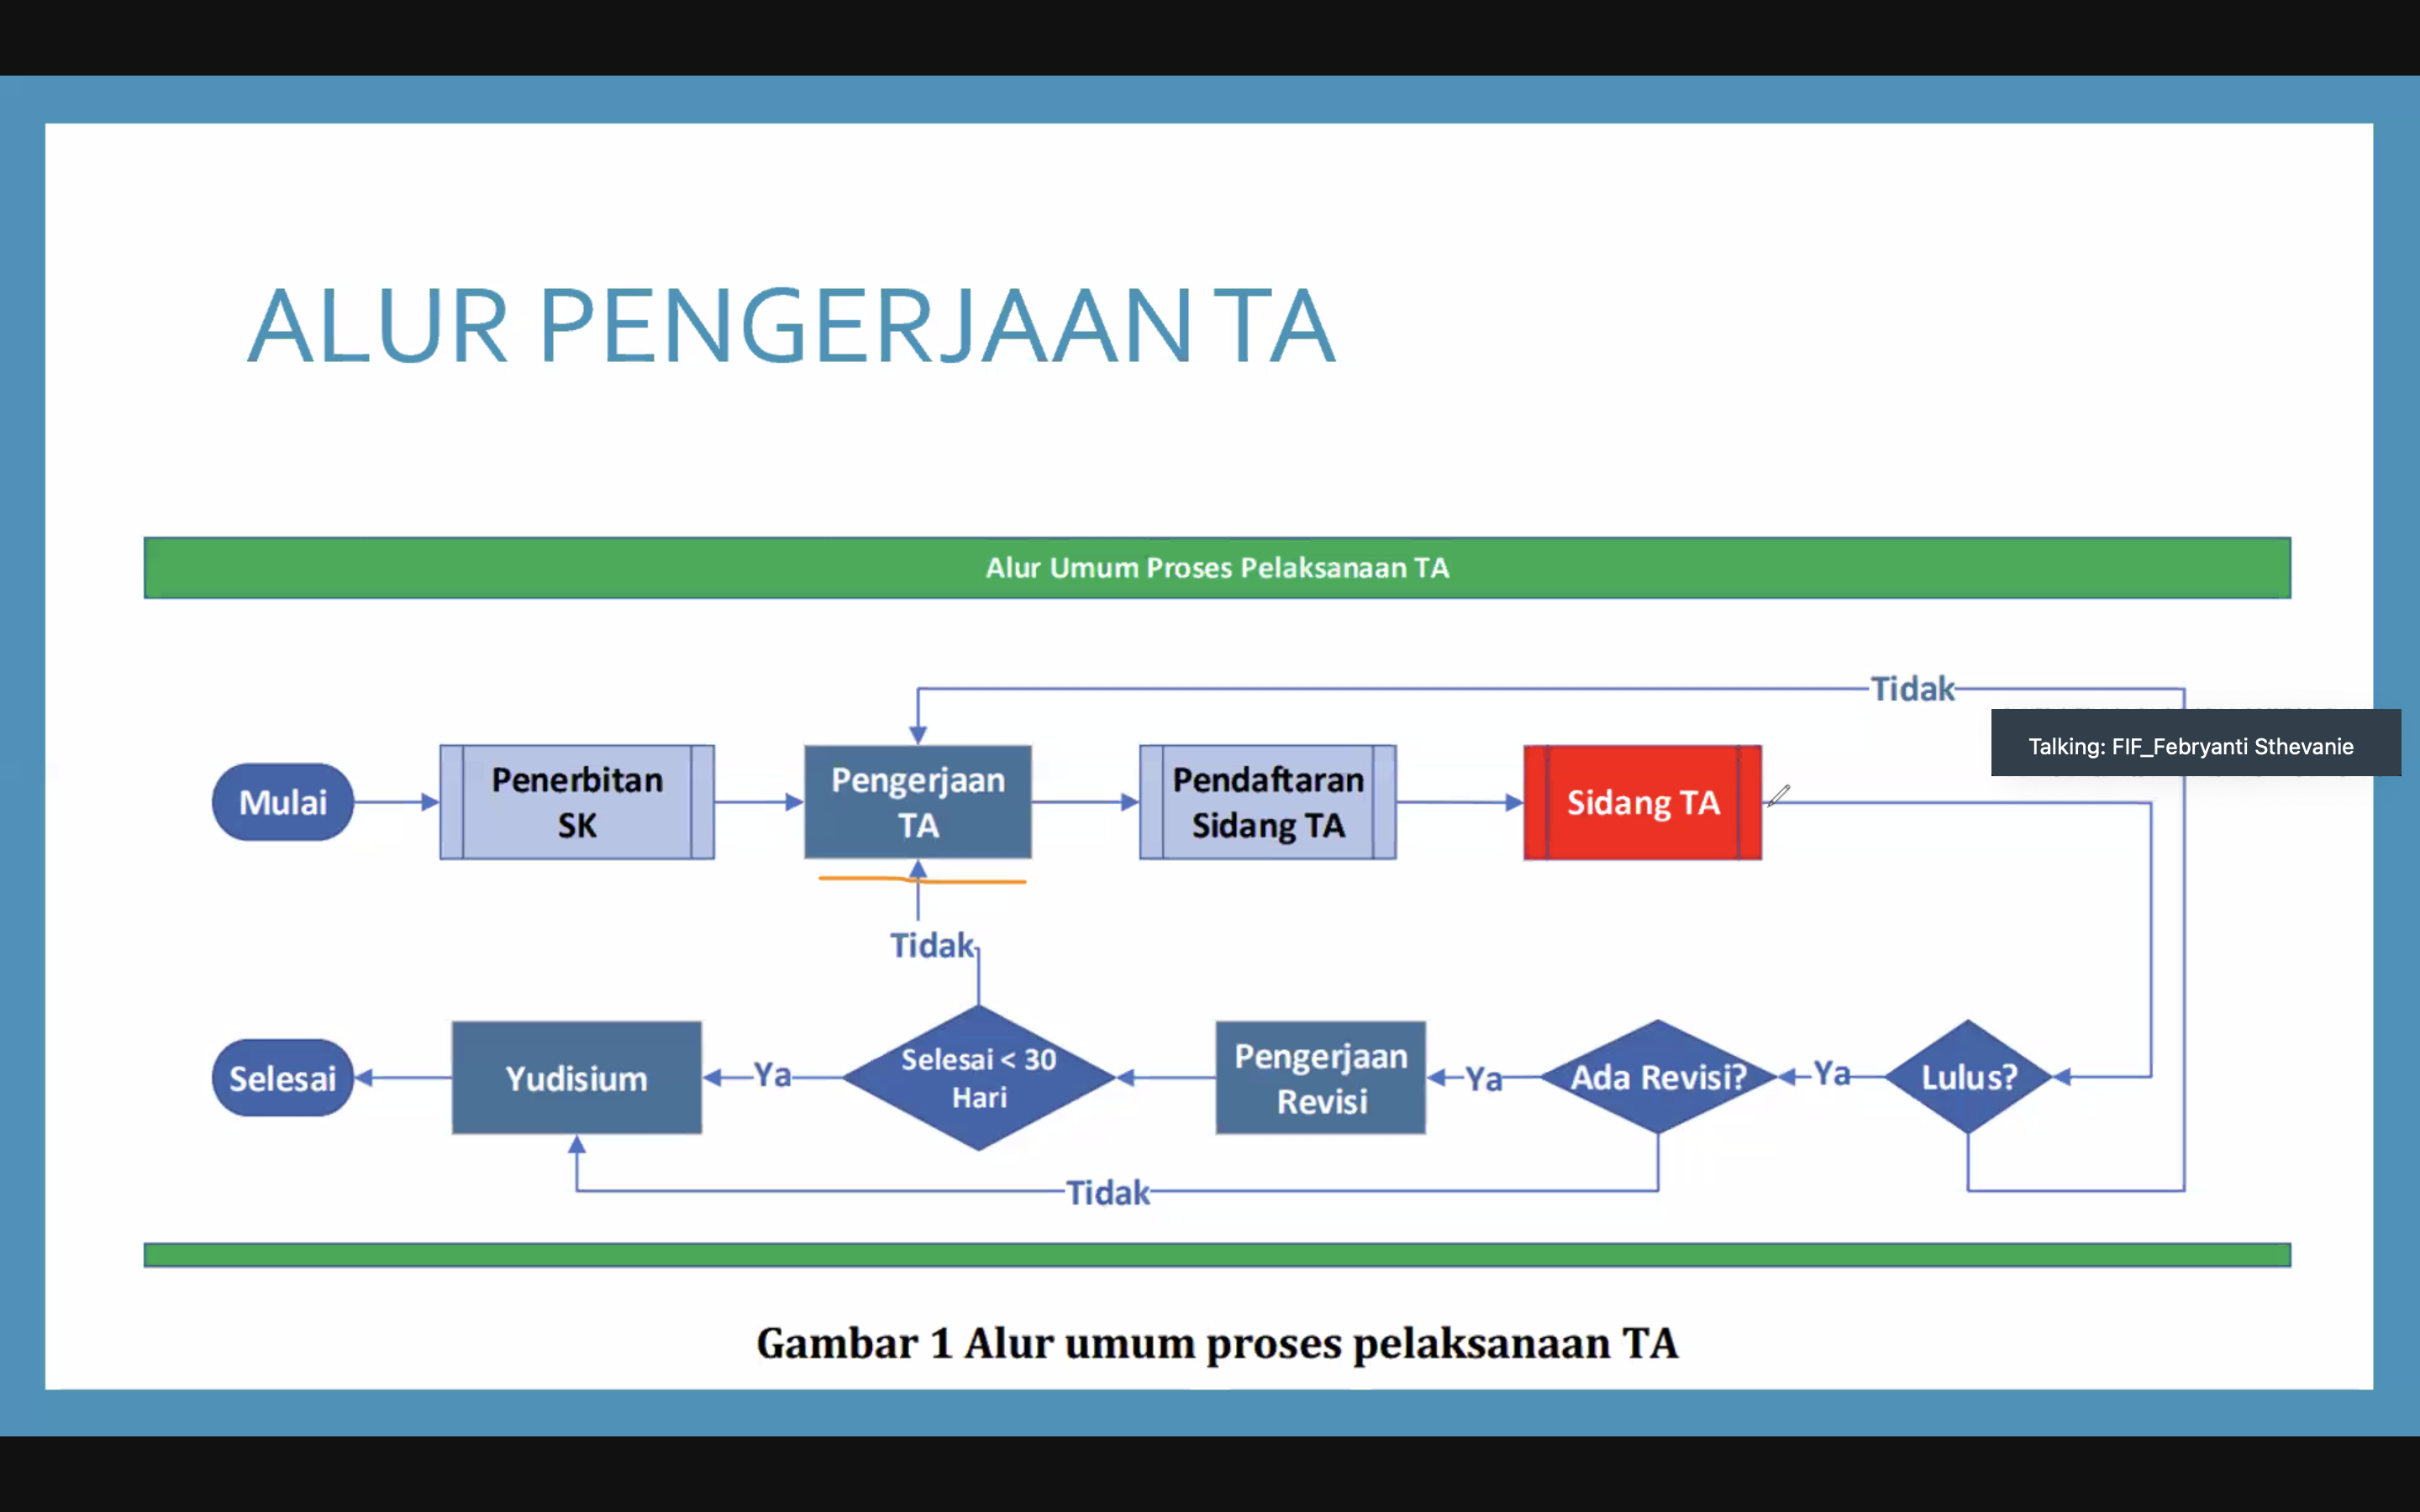 ALUR PENGERJAAN TA
Alur Umum Proses Pelaksanaan TA
Tidak
Talking: FIF_Febryanti Sthevanie
Mulai
Penerbitan
SK
Pengerjaan
TA
Pendaftaran
Sidang TA
Sidang TA
Tidak
Selesai
Yudisium
Ya
Selesai < 30
Hari
Pengerjaan
Revisi
Ya
Ada Revisi?
Ya
Lulus?
Tidak
Gambar 1 Alur umum proses pelaksanaan TA